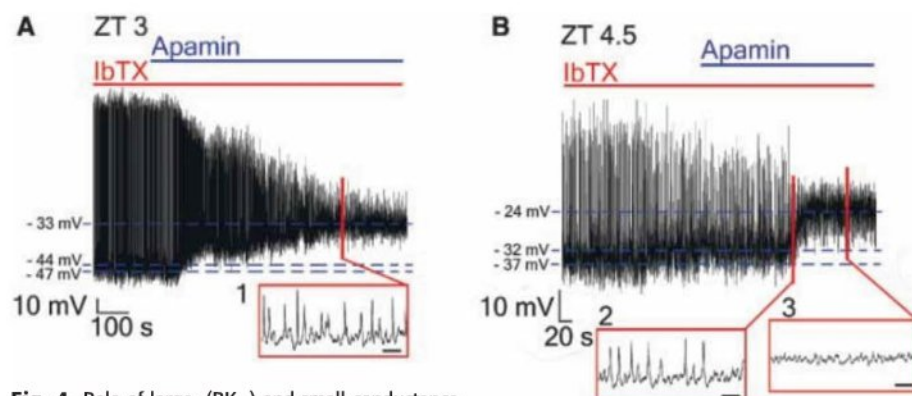 A
ZT 3
Apamin
IbTX
- 33 mV
- 44 mV
- 47 mV
10 mV
100 s
1
B
ZT 4.5
Apamin
IbTX
- 24 mV
- 32 mV
- 37 mV
10 mV
20 s
2
3
Fig. 4. Role of large- (BK) and small-conductance